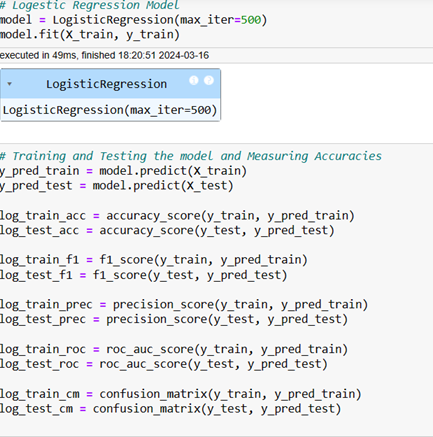 # Logestic Regression Model
model = LogisticRegression(max_iter=500)
model.fit(X_train, y_train)
executed in 49ms, finished 18:20:51 2024-03-16
LogisticRegression
LogisticRegression(max_iter=500)
# Training and Testing the model and Measuring Accuracies
y_pred_train = model.predict(X_train)
y_pred_test = model.predict(X_test)
log_train_acc = accuracy_score(y_train, y_pred_train)
log_test_acc = accuracy_score(y_test, y_pred_test)
log_train_f1 = f1_score(y_train, y_pred_train)
log_test_f1 = f1_score(y_test, y_pred_test)
log_train_prec = precision_score(y_train, y_pred_train)
log_test_prec = precision_score(y_test, y_pred_test)
log_train_roc = roc_auc_score(y_train, y_pred_train)
log_test_roc = roc_auc_score(y_test, y_pred_test)
log_train_cm = confusion_matrix(y_train, y_pred_train)
log_test_cm = confusion_matrix(y_test, y_pred_test)